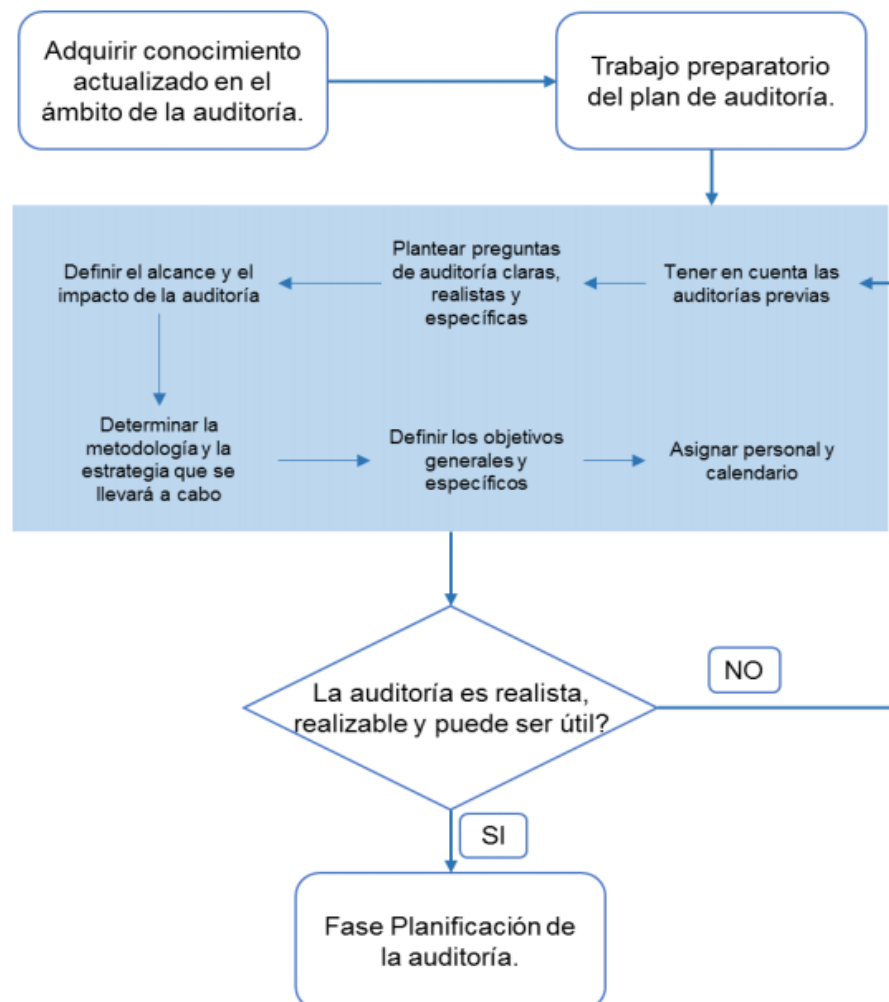 Adquirir conocimiento
actualizado en el
ámbito de la auditoría.
Trabajo preparatorio
del plan de auditoría.
Tener en cuenta las
auditorías previas
Plantear preguntas
de auditoría claras,
realistas y
específicas
Definir el alcance y el
impacto de la auditoría
Determinar la
metodología y la
estrategia que se
llevará a cabo
Definir los objetivos
generales y
específicos
Asignar personal y
calendario
La auditoría es realista,
realizable y puede ser útil?
NO
SI
Fase Planificación de
la auditoría.